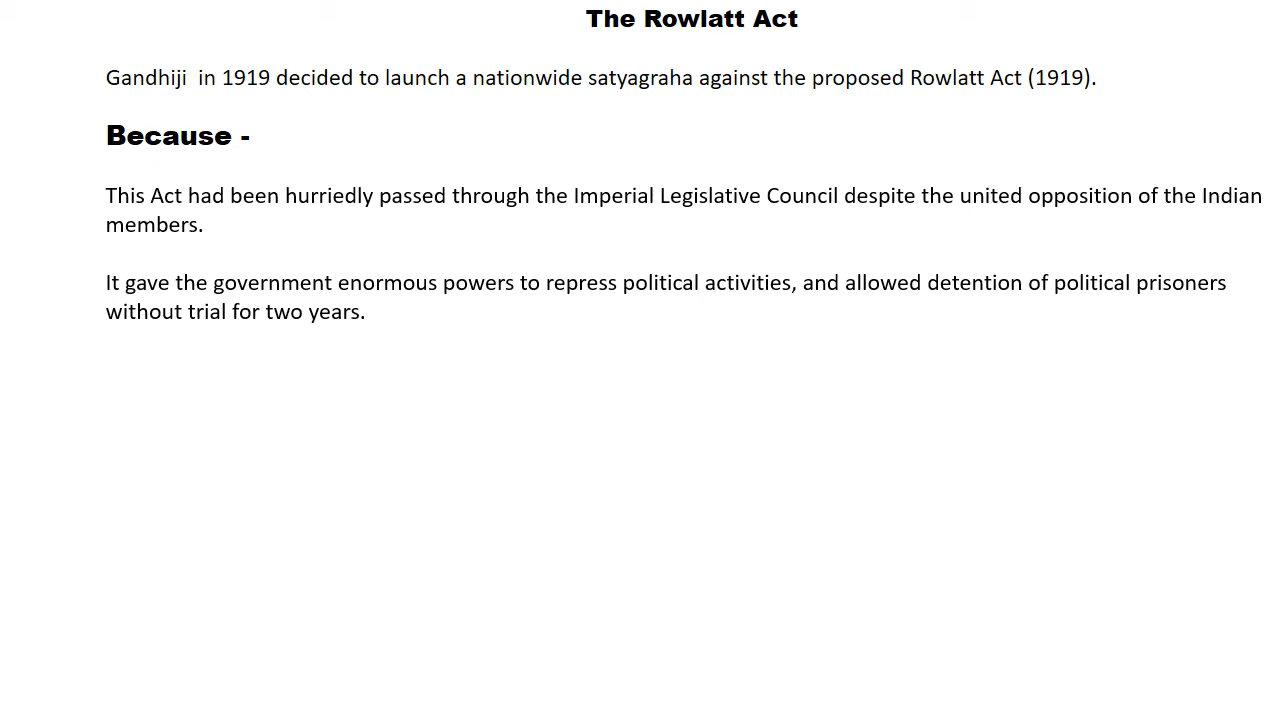 The Rowlatt Act
Gandhiji  in 1919 decided to launch a nationwide satyagraha against the proposed Rowlatt Act (1919).
Because -
This Act had been hurriedly passed through the Imperial Legislative Council despite the united opposition of the Indian
members.
It gave the government enormous powers to repress political activities, and allowed detention of political prisoners
without trial for two years.